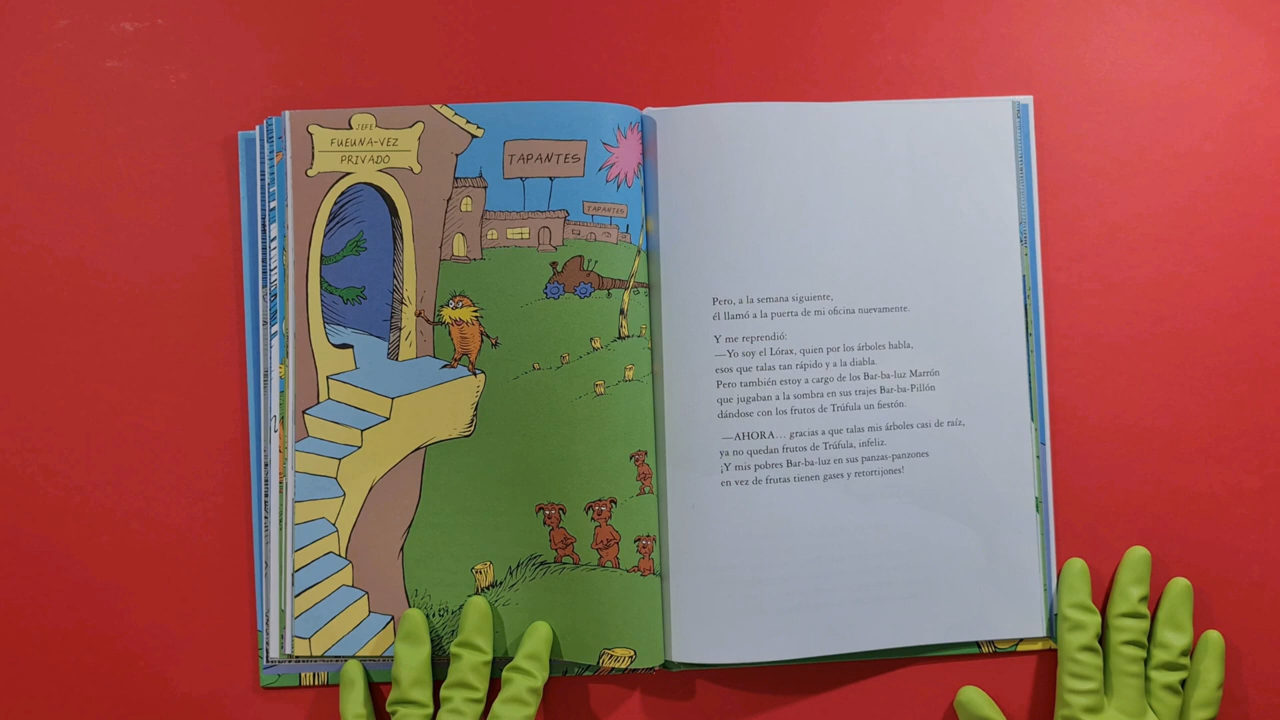 JEFE
FUEUNA-VEZ
PRIVADO
TAPANTES
TAPANTES
Pero, a la semana siguiente,
él llamó a la puerta de mi oficina nuevamente.
Y me reprendió:
—Yo soy el Lórax, quien por los árboles habla,
esos que talas tan rápido y a la diabla.
Pero también estoy a cargo de los Bar-ba-luz Marrón
que jugaban a la sombra en sus trajes Bar-ba-Pillón
dándose con los frutos de Trúfula un fiestón.
—AHORA... gracias a que talas mis árboles casi de raíz,
ya no quedan frutos de Trúfula, infeliz.
¡Y mis pobres Bar-ba-luz en sus panzas-panzones
en vez de frutas tienen gases y retortijones!